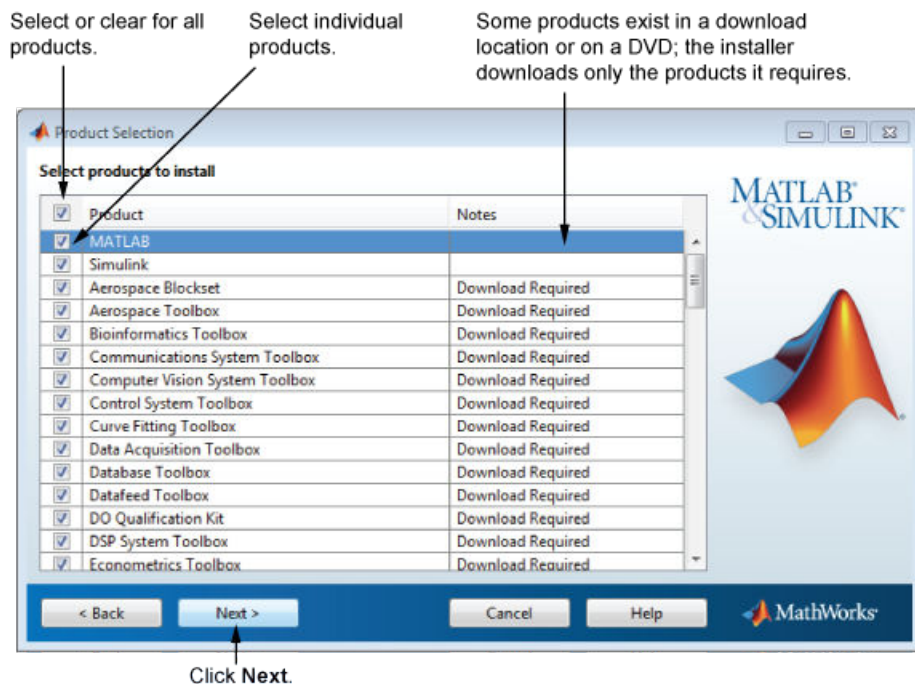 Select or clear for all
products.
Select individual
products.
Some products exist in a download
location or on a DVD; the installer
downloads only the products it requires.
Product Selection
Select products to install
Product Notes
MATLAB
Simulink
Aerospace Blockset Download Required
Aerospace Toolbox Download Required
Bioinformatics Toolbox Download Required
Communications System Toolbox Download Required
Computer Vision System Toolbox Download Required
Control System Toolbox Download Required
Curve Fitting Toolbox Download Required
Data Acquisition Toolbox Download Required
Database Toolbox Download Required
Datafeed Toolbox Download Required
DO Qualification Kit Download Required
DSP System Toolbox Download Required
Econometrics Toolbox Download Required
MATLAB®
&SIMULINK®
< Back Next > Cancel Help MathWorks®
Click Next.